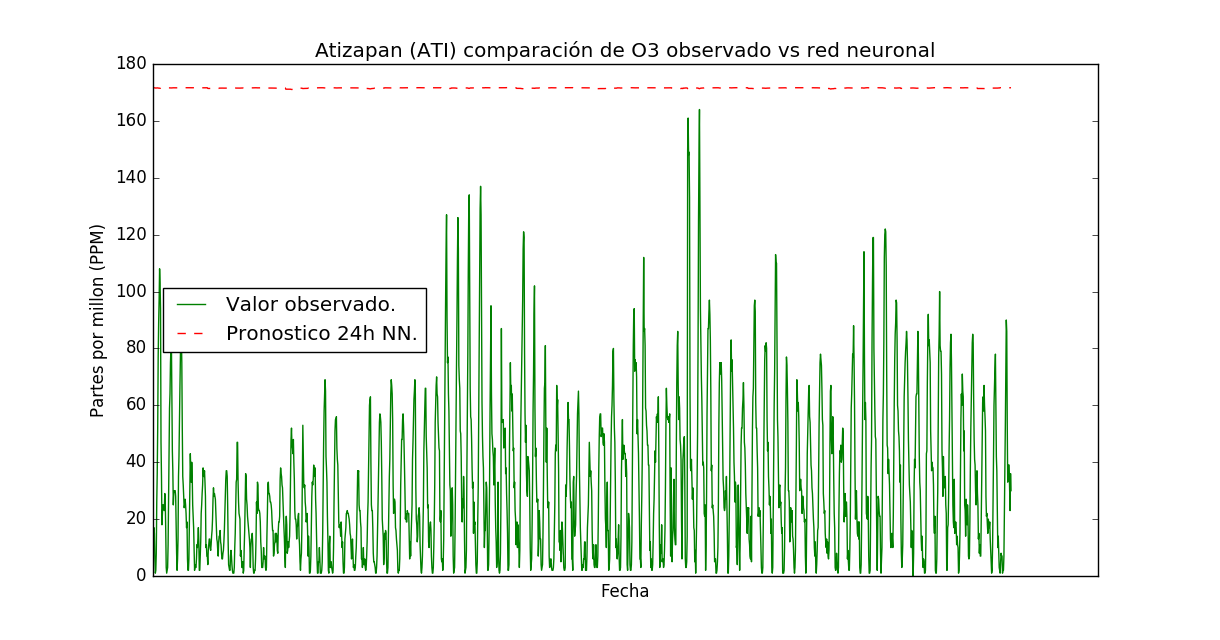 Atizapan (ATI) comparación de O3 observado vs red neuronal
180
160
140
120
100
80
60
40
20
0
Partes por millon (PPM)
Valor observado.
Pronostico 24h NN.
Fecha